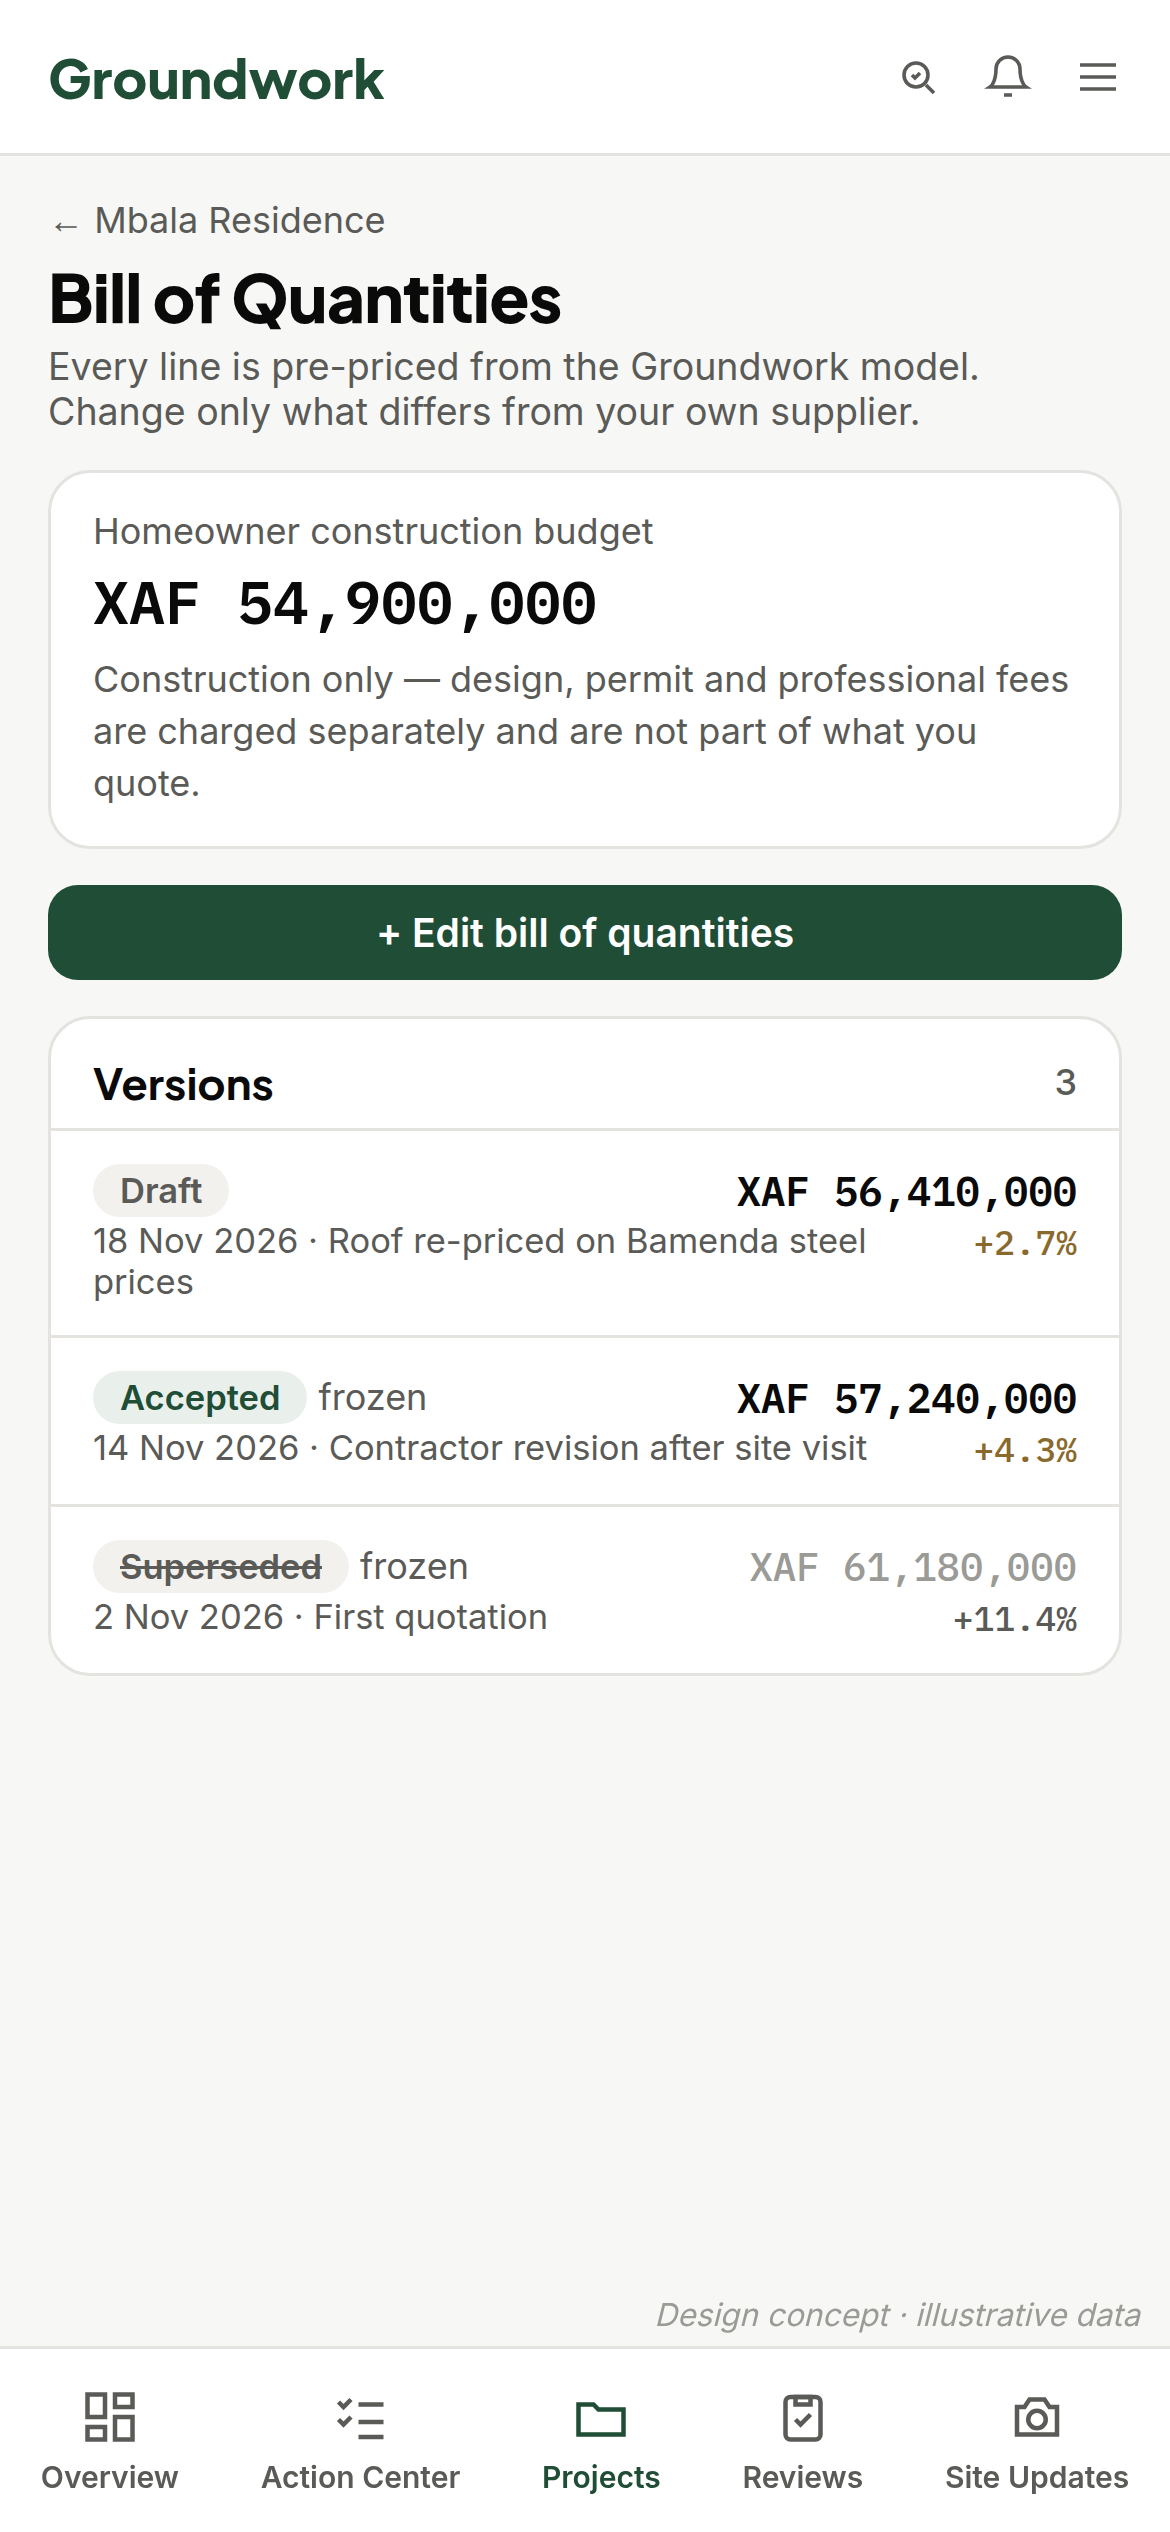 Groundwork
← Mbala Residence
Bill of Quantities
Every line is pre-priced from the Groundwork model.
Change only what differs from your own supplier.
Homeowner construction budget
XAF 54,900,000
Construction only — design, permit and professional fees
are charged separately and are not part of what you
quote.
+ Edit bill of quantities
Versions 3
Draft XAF 56,410,000
18 Nov 2026 · Roof re-priced on Bamenda steel +2.7%
prices
Accepted frozen XAF 57,240,000
14 Nov 2026 · Contractor revision after site visit +4.3%
Superseded frozen XAF 61,180,000
2 Nov 2026 · First quotation +11.4%
Design concept · illustrative data
Overview Action Center Projects Reviews Site Updates